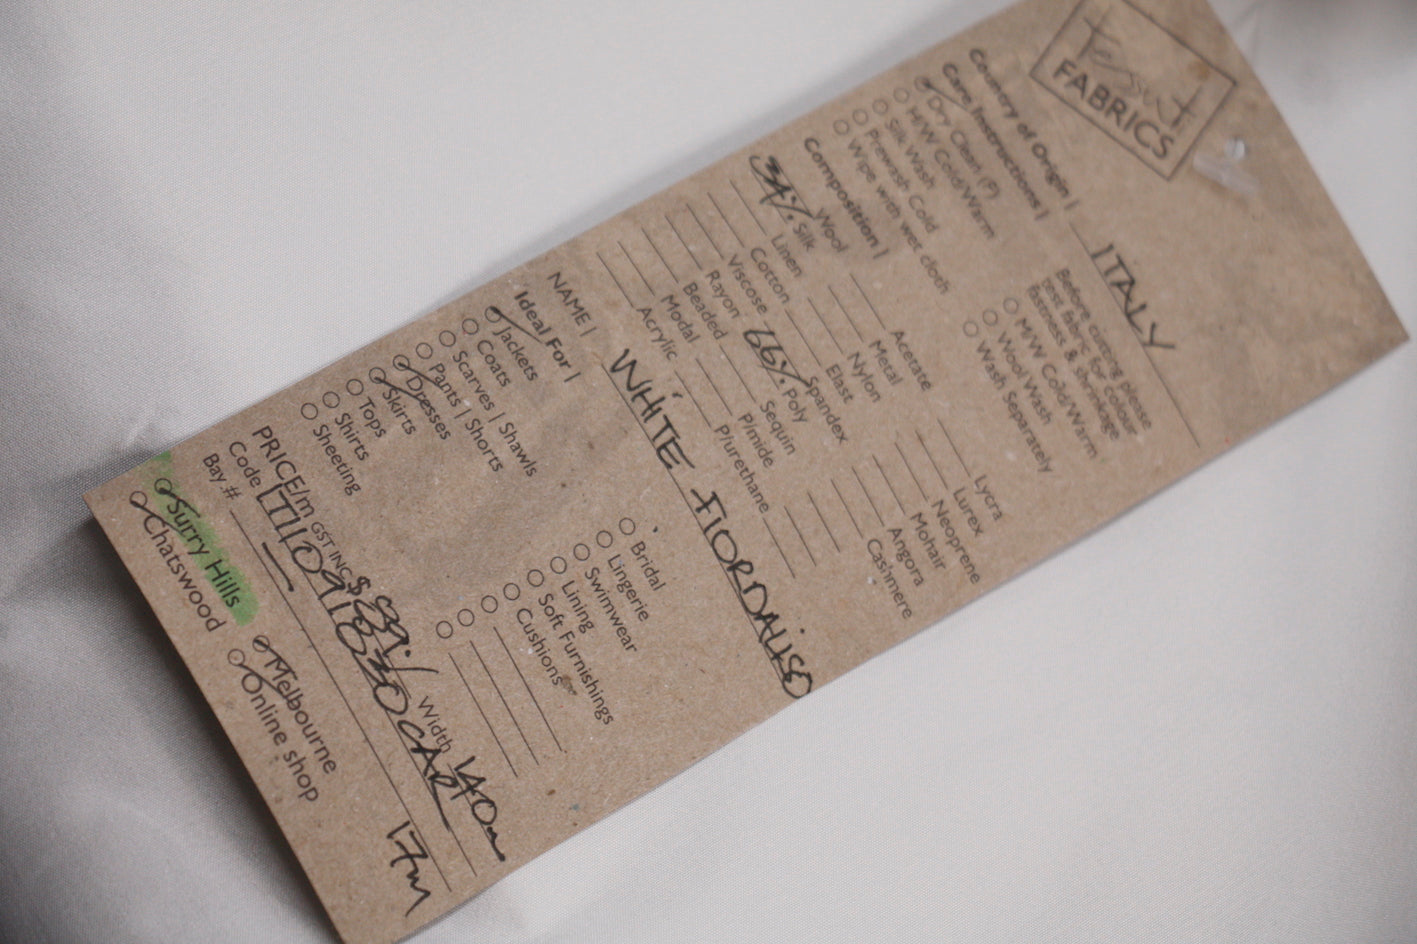 Tessuti
FABRICS
Country of Origin | ITALY
Care Instructions |
Dry Clean (P)
H/W Cold/Warm
Silk Wash
Prewash Cold
Wipe with wet cloth
Before cutting please
test fabric for colour
fastness & shrinkage
M/W Cold/Warm
Wool Wash
Wash Separately
Composition |
Wool
34% Silk
Linen
Cotton
Viscose
Rayon
Beaded
Modal
Acrylic
Acetate
Metal
Nylon
Elast
Spandex
66% Poly
Sequin
P/mide
P/urethane
Lycra
Lurex
Neoprene
Mohair
Angora
Cashmere
NAME | WHITE FIORDALISO
Ideal For |
Jackets
Coats
Scarves | Shawls
Pants | Shorts
Dresses
Skirts
Tops
Shirts
Sheeting
Bridal
Lingerie
Swimwear
Lining
Soft Furnishings
Cushions
PRICE/m GST INC $ Width 140cm
Code
Bay.# 17m
Surry Hills
Chatswood
Melbourne
Online shop